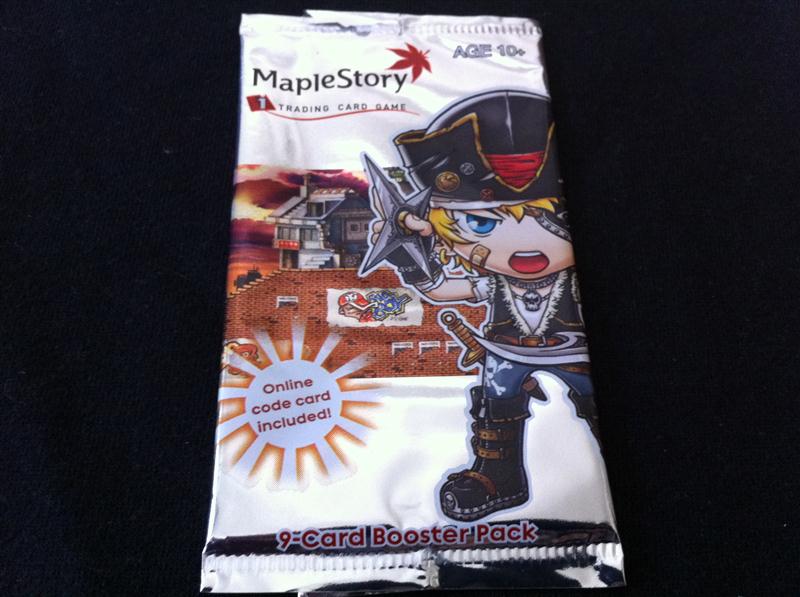 MapleStory
AGE 10+
1 TRADING CARD GAME
Online
code card
included!
9-Card Booster Pack